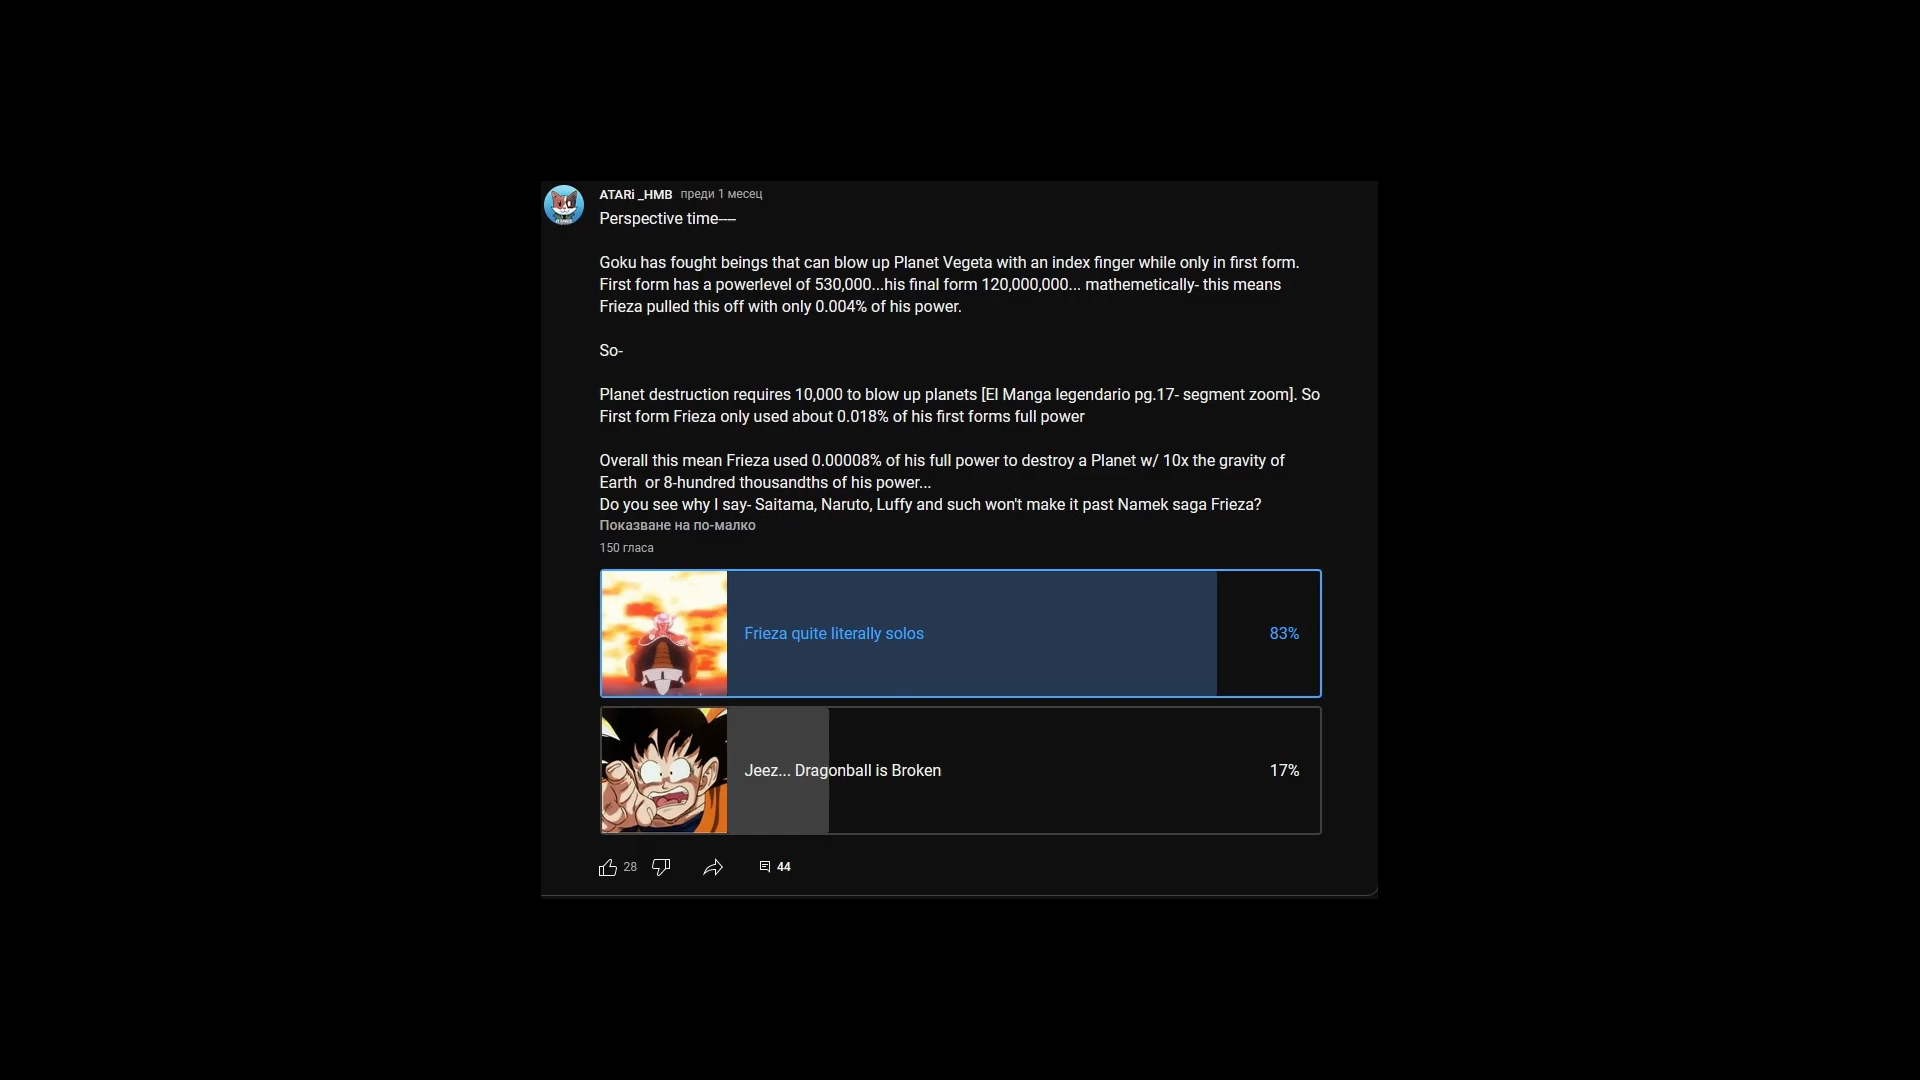 ATARi _HMB преди 1 месец
Perspective time----
Goku has fought beings that can blow up Planet Vegeta with an index finger while only in first form.
First form has a powerlevel of 530,000...his final form 120,000,000... mathemetically- this means
Frieza pulled this off with only 0.004% of his power.
So-
Planet destruction requires 10,000 to blow up planets [El Manga legendario pg.17- segment zoom]. So
First form Frieza only used about 0.018% of his first forms full power
Overall this mean Frieza used 0.00008% of his full power to destroy a Planet w/ 10x the gravity of
Earth  or 8-hundred thousandths of his power...
Do you see why I say- Saitama, Naruto, Luffy and such won't make it past Namek saga Frieza?
Показване на по-малко
150 гласа
Frieza quite literally solos 83%
Jeez... Dragonball is Broken 17%
28 44